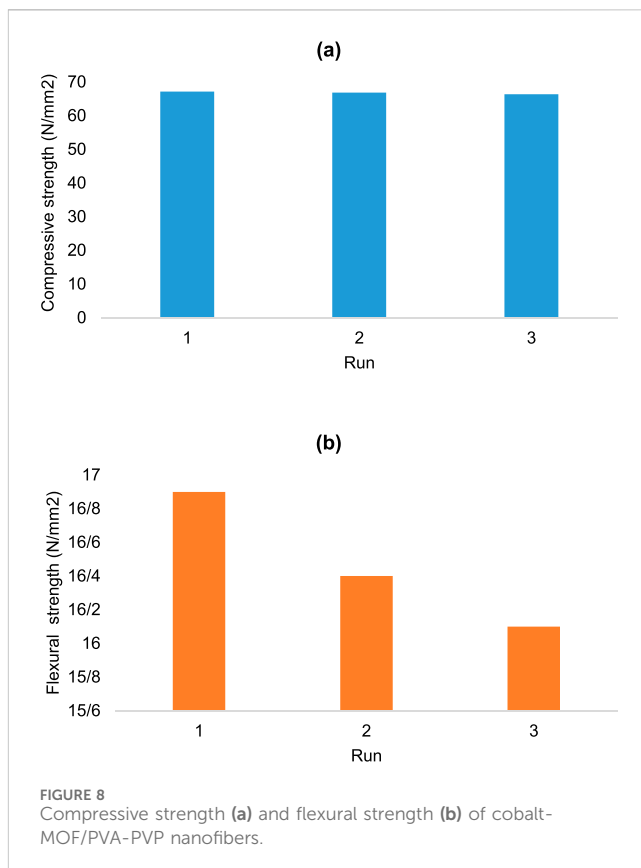 (a)
Compressive strength (N/mm2)
70
60
50
40
30
20
10
0
1 2 3
Run
(b)
Flexural strength (N/mm2)
17
16/8
16/6
16/4
16/2
16
15/8
15/6
1 2 3
Run
FIGURE 8
Compressive strength (a) and flexural strength (b) of cobalt-
MOF/PVA-PVP nanofibers.